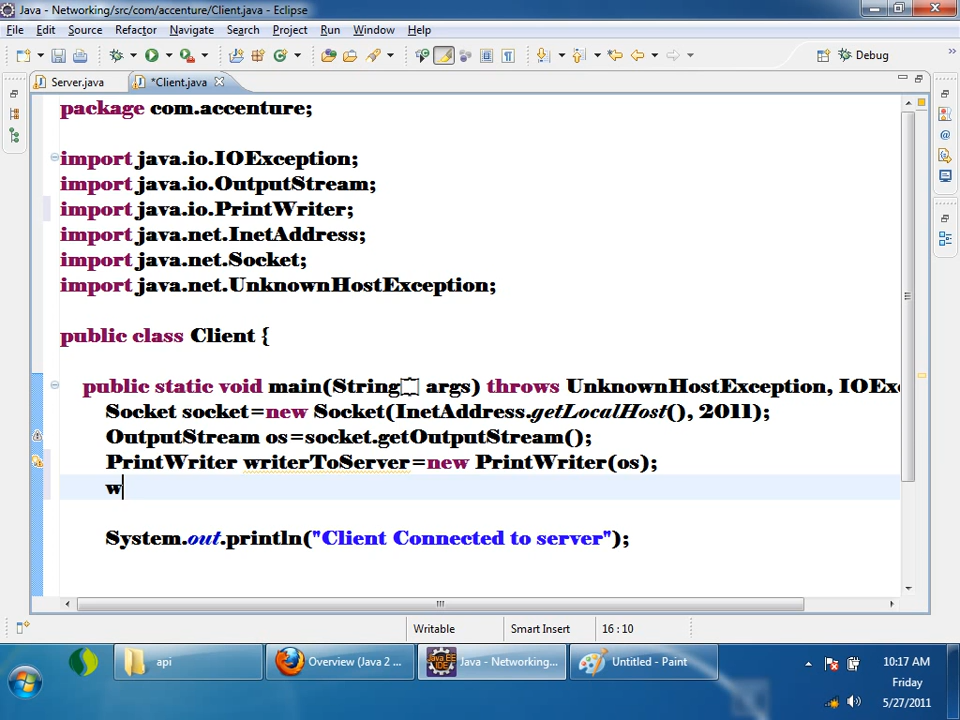 Java - Networking/src/com/accenture/Client.java - Eclipse
File Edit Source Refactor Navigate Search Project Run Window Help
Debug
Server.java *Client.java
package com.accenture;
import java.io.IOException;
import java.io.OutputStream;
import java.io.PrintWriter;
import java.net.InetAddress;
import java.net.Socket;
import java.net.UnknownHostException;
public class Client {
public static void main(String[] args) throws UnknownHostException, IOExc
Socket socket=new Socket(InetAddress.getLocalHost(), 2011);
OutputStream os=socket.getOutputStream();
PrintWriter writerToServer=new PrintWriter(os);
w
System.out.println("Client Connected to server");
Writable Smart Insert 16 : 10
api Overview (Java 2 ... Java - Networking... Untitled - Paint
10:17 AM
Friday
5/27/2011